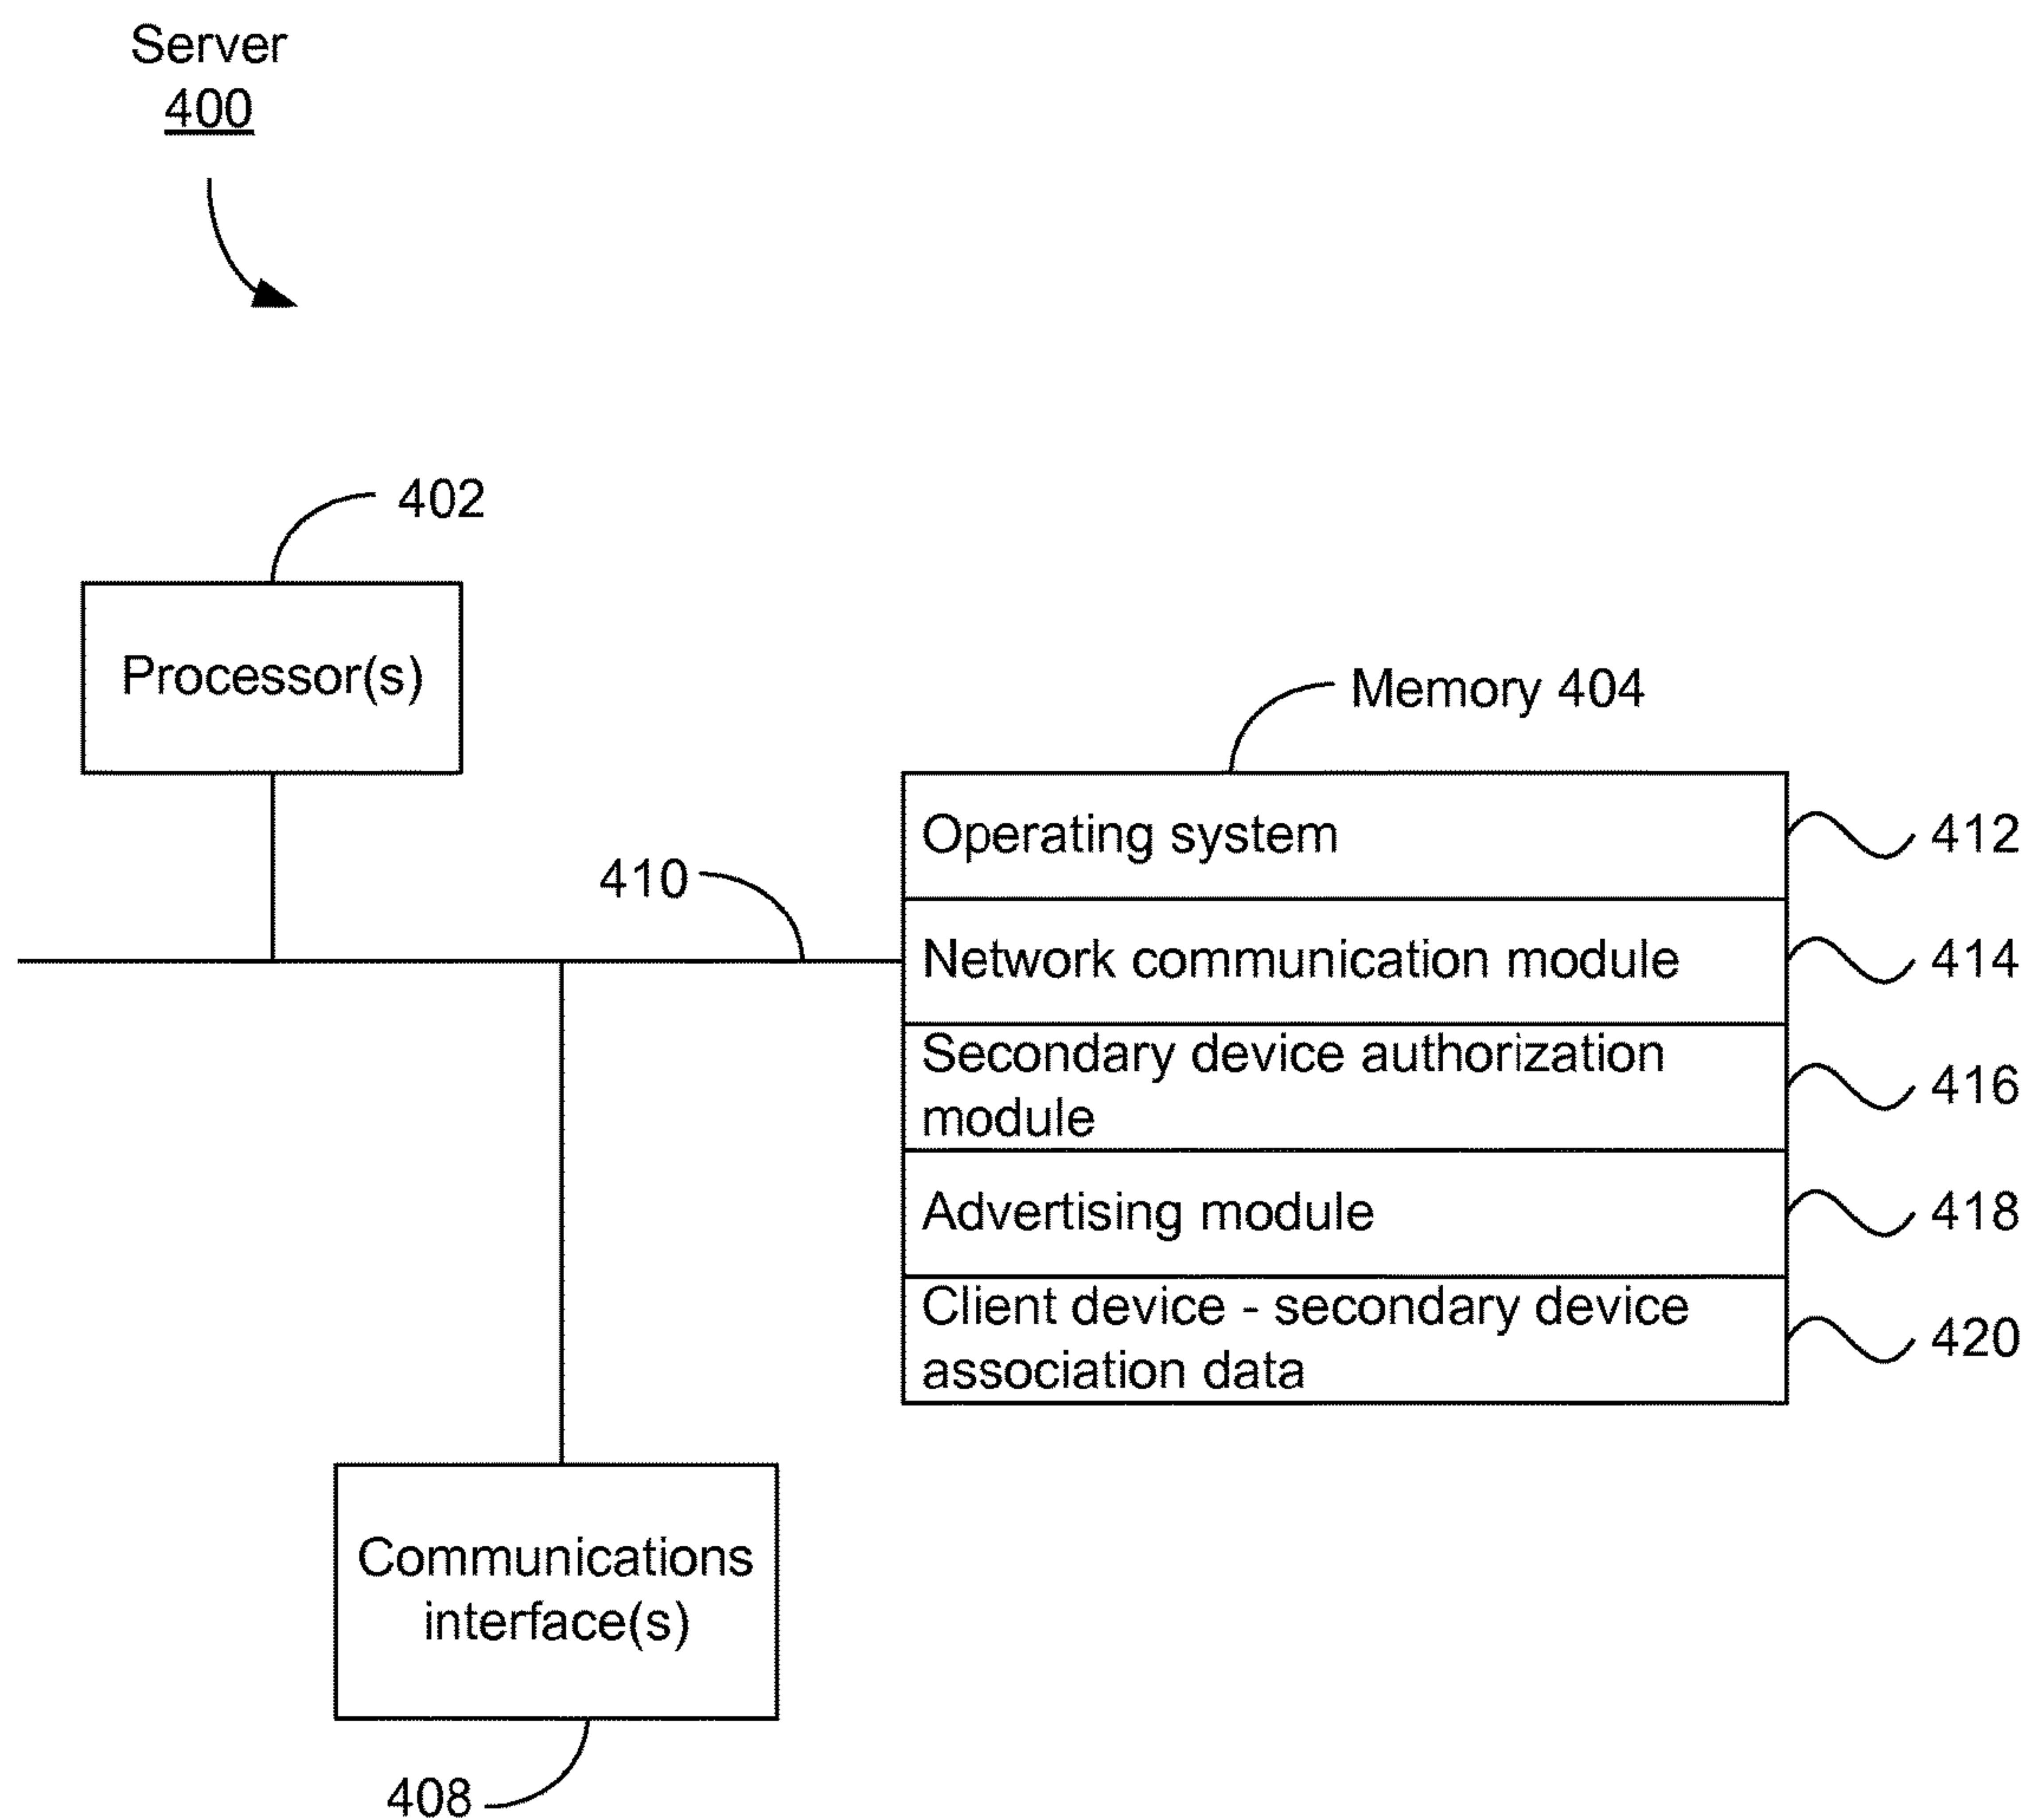 Server
400
402
Processor(s)
Memory 404
Operating system
412
410
Network communication module
414
Secondary device authorization
module
416
Advertising module
418
Client device - secondary device
association data
420
Communications
interface(s)
408